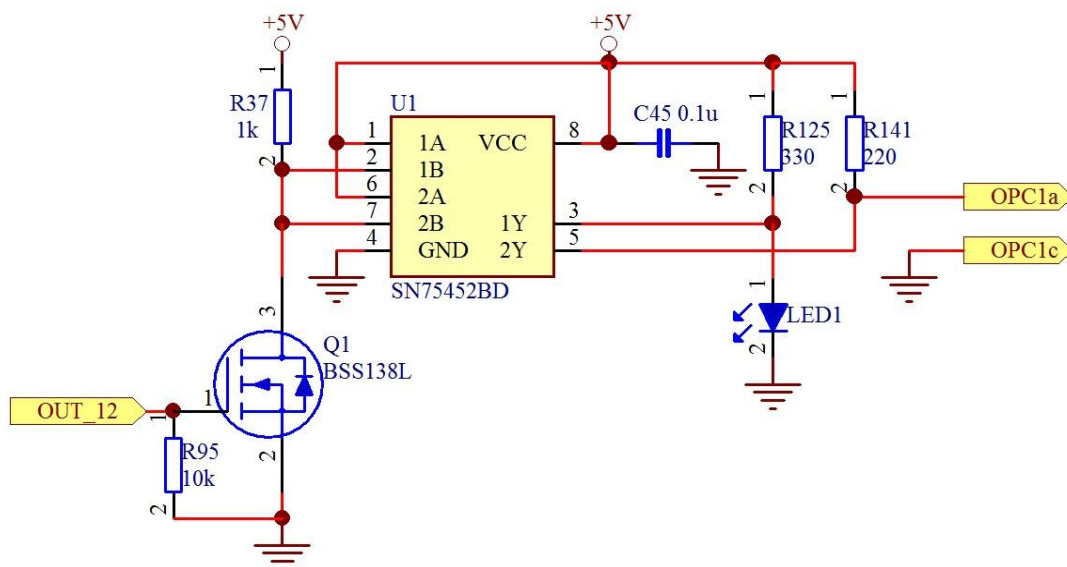 +5V
+5V
1
R37
1k
2
U1
1 1A VCC 8
2 1B
6 2A
7 2B 1Y 3
4 GND 2Y 5
SN75452BD
C45 0.1u
1
R125
330
2
1
R141
220
2
OPC1a
OPC1c
1
LED1
2
3
Q1
BSS138L
1
2
OUT_12
1
R95
10k
2